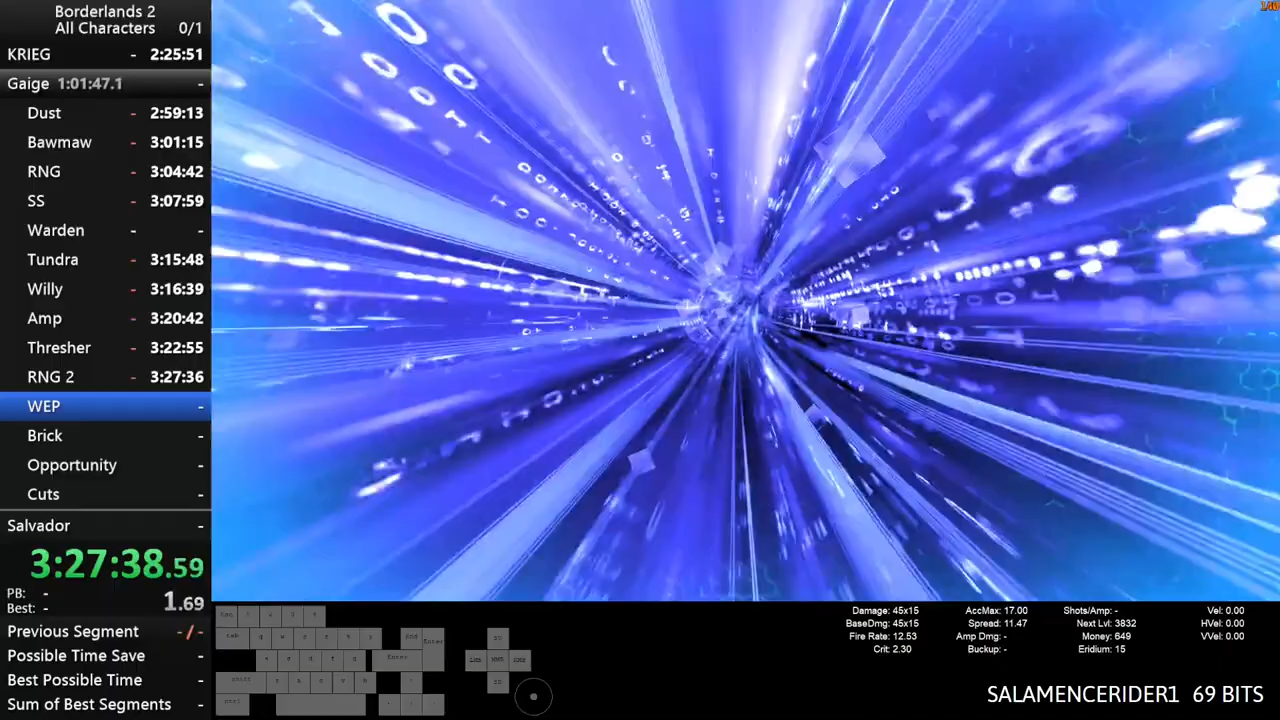 Borderlands 2
All Characters 0/1
KRIEG - 2:25:51
Gaige 1:01:47.1 -
Dust - 2:59:13
Bawmaw - 3:01:15
RNG - 3:04:42
SS - 3:07:59
Warden - -
Tundra - 3:15:48
Willy - 3:16:39
Amp - 3:20:42
Thresher - 3:22:55
RNG 2 - 3:27:36
WEP -
Brick -
Opportunity -
Cuts -
Salvador -
3:27:38.59
PB: -
Best: - 1.69
Previous Segment - / -
Possible Time Save -
Best Possible Time -
Sum of Best Segments -
Damage: 45x15 AccMax: 17.00 Shots/Amp: - Vel: 0.00
BaseDmg: 45x15 Spread: 11.47 Next Lvl: 3832 HVel: 0.00
Fire Rate: 12.53 Amp Dmg: - Money: 649 VVel: 0.00
Crit: 2.30 Buckup: - Eridium: 15
SALAMENCERIDER1 69 BITS